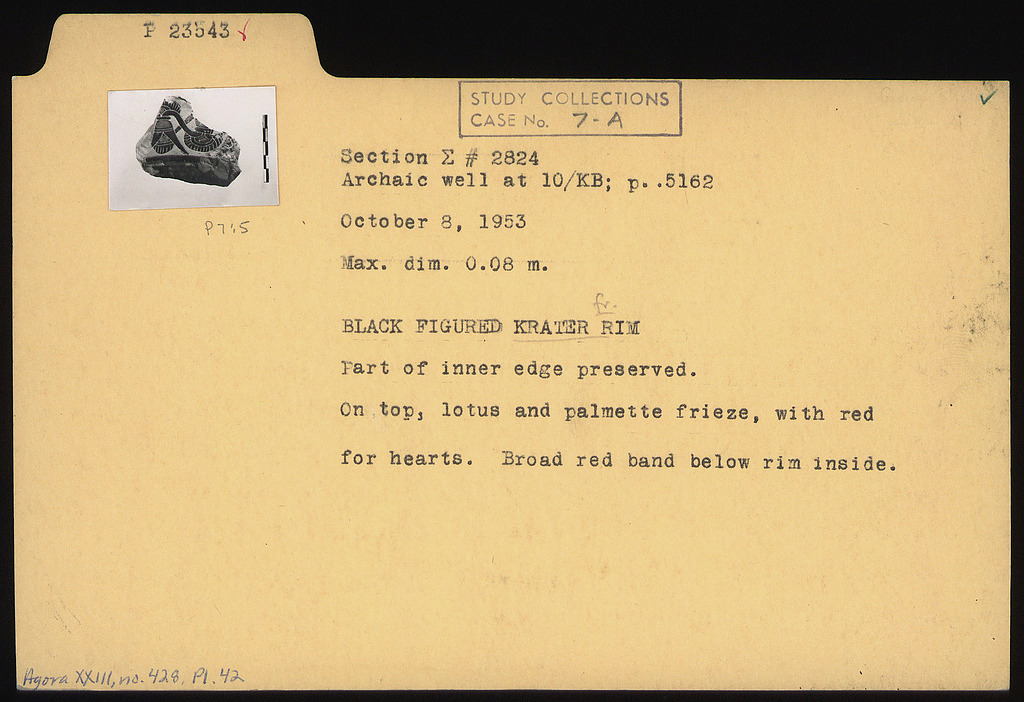 P 23543
STUDY COLLECTIONS
CASE No. 7-A
Section Σ # 2824
Archaic well at 10/KB; p..5162
P 7:5
October 8, 1953
Max. dim. 0.08 m.
fr.
BLACK FIGURED KRATER RIM
Part of inner edge preserved.
On top, lotus and palmette frieze, with red
for hearts. Broad red band below rim inside.
Agora XXIII, no. 428, Pl. 42